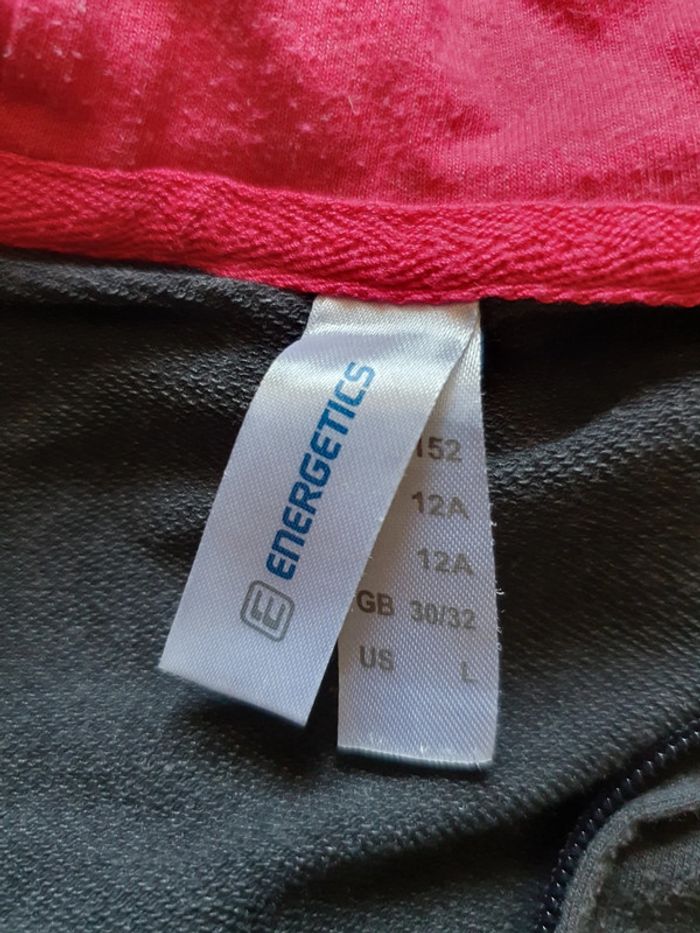 E ENERGETICS
152
12A
12A
GB 30/32
US L